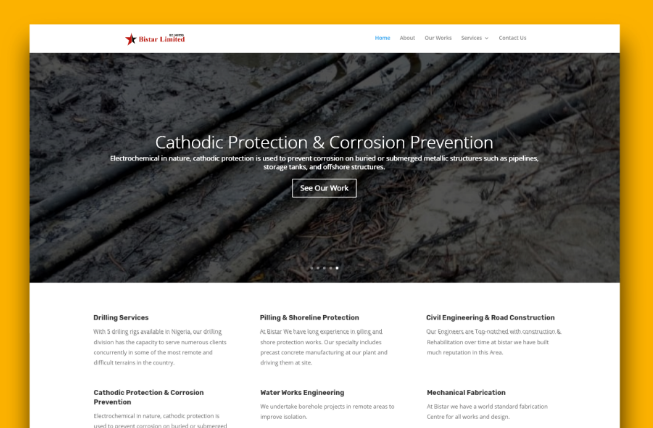 Bistar Limited
Home About Our Works Services Contact Us
Cathodic Protection & Corrosion Prevention
Electrochemical in nature, cathodic protection is used to prevent corrosion on buried or submerged metallic structures such as pipelines,
storage tanks, and offshore structures.
See Our Work
Drilling Services
With 5 drilling rigs available in Nigeria, our drilling
division has the capacity to serve numerous clients
concurrently in some of the most remote and
difficult terrains in the country.
Pilling & Shoreline Protection
At Bistar We have long experience in piling and
shore protection works. Our specialty includes
precast concrete manufacturing at our plant and
driving them at site.
Civil Engineering & Road Construction
Our Engineers are Top-notched with construction &
Rehabilitation over time at bistar we have built
much reputation in this Area.
Cathodic Protection & Corrosion
Prevention
Electrochemical in nature, cathodic protection is
used to prevent corrosion on buried or submerged
Water Works Engineering
We undertake borehole projects in remote areas to
improve isolation.
Mechanical Fabrication
At Bistar we have a world standard fabrication
Centre for all works and design.